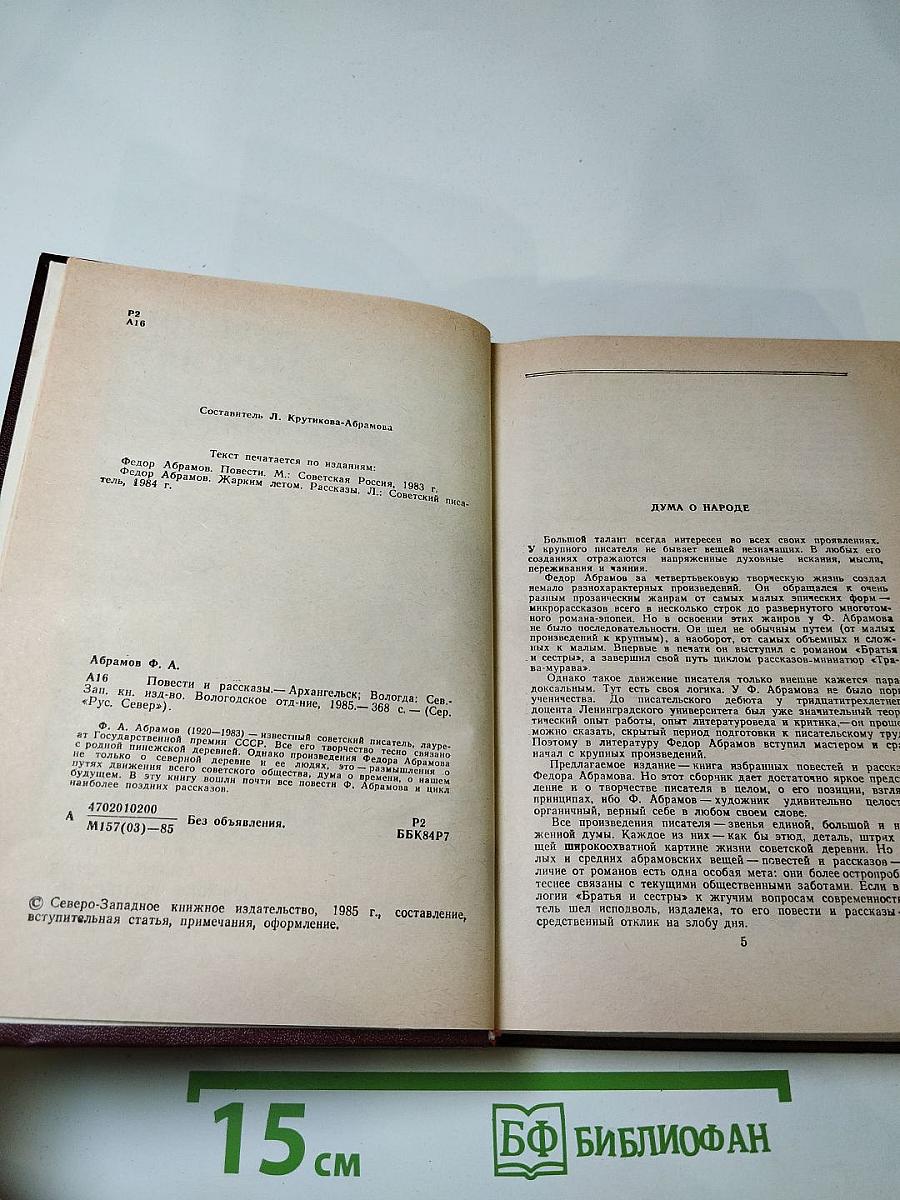 Р2
А16
Составитель Л. Крутикова-Абрамова
Текст печатается по изданиям:
Федор Абрамов. Повести. М.: Советская Россия, 1983 г.
Федор Абрамов. Жарким летом. Рассказы. Л.: Советский писа-
тель, 1984 г.
Абрамов Ф. А.
А16 Повести и рассказы.— Архангельск; Вологда: Сев.-
Зап. кн. изд-во. Вологодское отд-ние, 1985.— 368 с. — (Сер.
«Рус. Север»).
Ф. А. Абрамов (1920—1983) — известный советский писатель, лауре-
ат Государственной премии СССР. Все его творчество тесно связано
с родной пинежской деревней. Однако произведения Федора Абрамова
не только о северной деревне и ее людях, это — размышления о
путях движения всего советского общества, дума о времени, о нашем
будущем. В эту книгу вошли почти все повести Ф. Абрамова и цикл
наиболее поздних рассказов.
А 4702010200
М157(03)—85 Без объявления.
Р2
ББК84Р7
© Северо-Западное книжное издательство, 1985 г., составление,
вступительная статья, примечания, оформление.
ДУМА О НАРОДЕ
Большой талант всегда интересен во всех своих проявлениях.
У крупного писателя не бывает вещей незначащих. В любых его
созданиях отражаются напряженные духовные искания, мысли,
переживания и чаяния.
Федор Абрамов за четвертьвековую творческую жизнь создал
немало разнохарактерных произведений. Он обращался к очень
разным прозаическим жанрам от самых малых эпических форм —
микрорассказов всего в несколько строк до развернутого многотом-
ного романа-эпопеи. Но в освоении этих жанров у Ф. Абрамова
не было последовательности. Он шел не обычным путем (от малых
произведений к крупным), а наоборот, от самых объемных и слож-
ных к малым. Впервые в печати он выступил с романом «Братья
и сестры», а завершил свой путь циклом рассказов-миниатюр «Тра-
ва-мурава».
Однако такое движение писателя только внешне кажется пара-
доксальным. Тут есть своя логика. У Ф. Абрамова не было пор
ученичества. До писательского дебюта у тридцатитрехлетнег
доцента Ленинградского университета был уже значительный теор
тический опыт работы, опыт литературоведа и критика,—он проше
можно сказать, скрытый период подготовки к писательскому труд
Поэтому в литературу Федор Абрамов вступил мастером и сра
начал с крупных произведений.
Предлагаемое издание — книга избранных повестей и расска
Федора Абрамова. Но этот сборник дает достаточно яркое предс
ление и о творчестве писателя в целом, о его позиции, взгля
принципах, ибо Ф. Абрамов — художник удивительно целост
органичный, верный себе в любом своем слове.
Все произведения писателя — звенья единой, большой и н
женной думы. Каждое из них — как бы этюд, деталь, штрих
щей широкоохватной картине жизни советской деревни. Но
лых и средних абрамовских вещей — повестей и рассказов —
личие от романов есть одна особая мета: они более остропроб
теснее связаны с текущими общественными заботами. Если в
логии «Братья и сестры» к жгучим вопросам современност
тель шел исподволь, издалека, то его повести и рассказы-
средственный отклик на злобу дня.
5
15 см
БФ БИБЛИОФАН